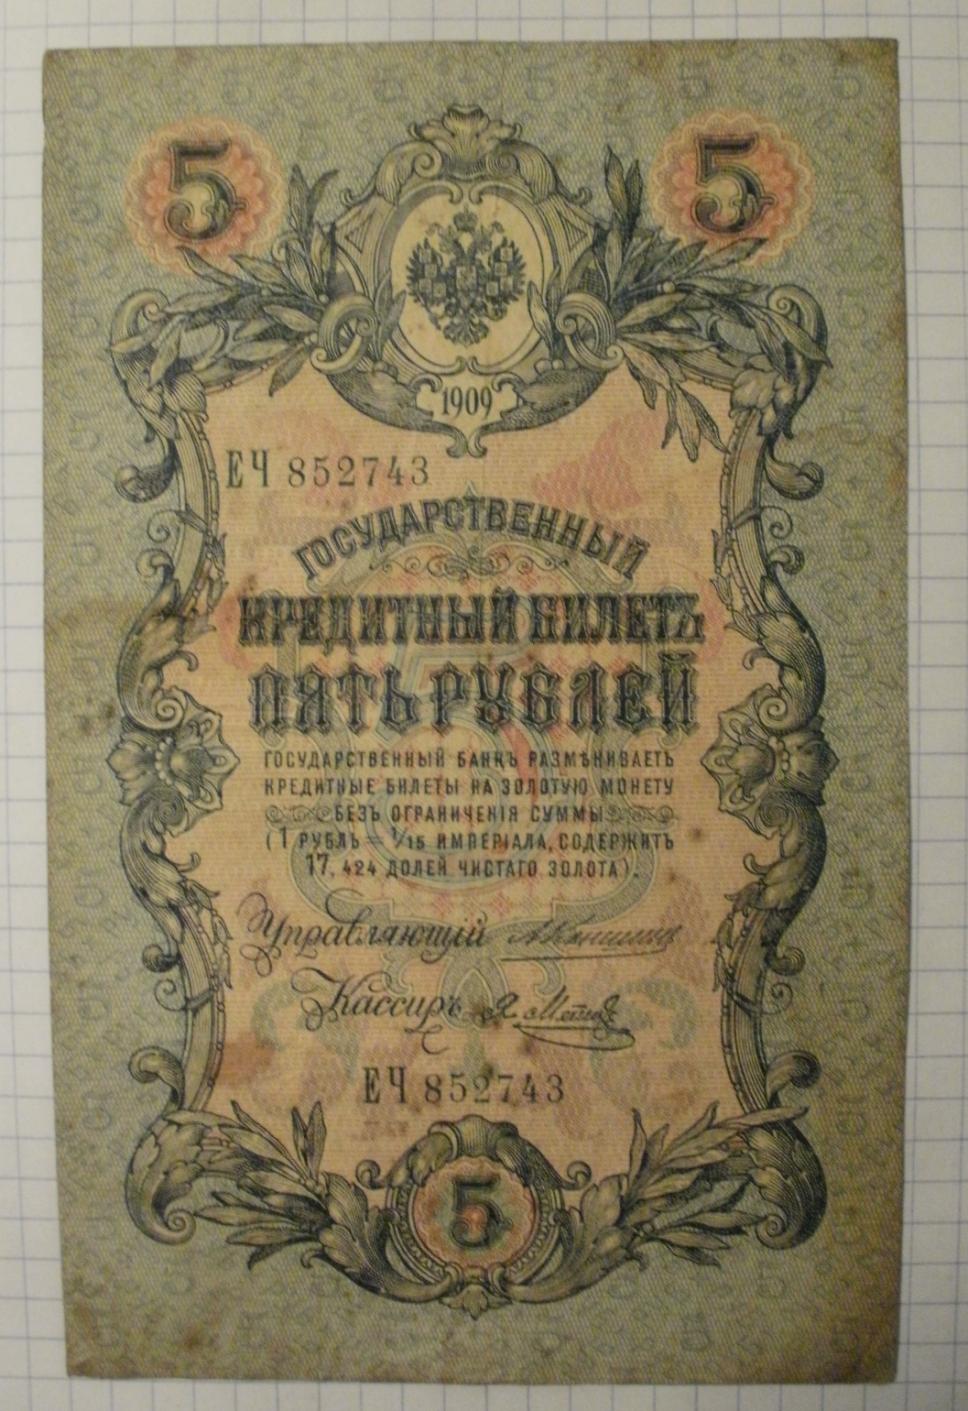 5 5
1909
ЕЧ 852743
ГОСУДАРСТВЕННЫЙ
КРЕДИТНЫЙ БИЛЕТЪ
ПЯТЬ РУБЛЕЙ
ГОСУДАРСТВЕННЫЙ БАНКЪ РАЗМѢНИВАЕТЪ
КРЕДИТНЫЕ БИЛЕТЫ НА ЗОЛОТУЮ МОНЕТУ
БЕЗЪ ОГРАНИЧЕНІЯ СУММЫ
(1 РУБЛЬ = 1/15 ИМПЕРІАЛА, СОДЕРЖИТЪ
17, 424 ДОЛЕЙ ЧИСТАГО ЗОЛОТА).
Управляющій
Кассиръ
ЕЧ 852743
5